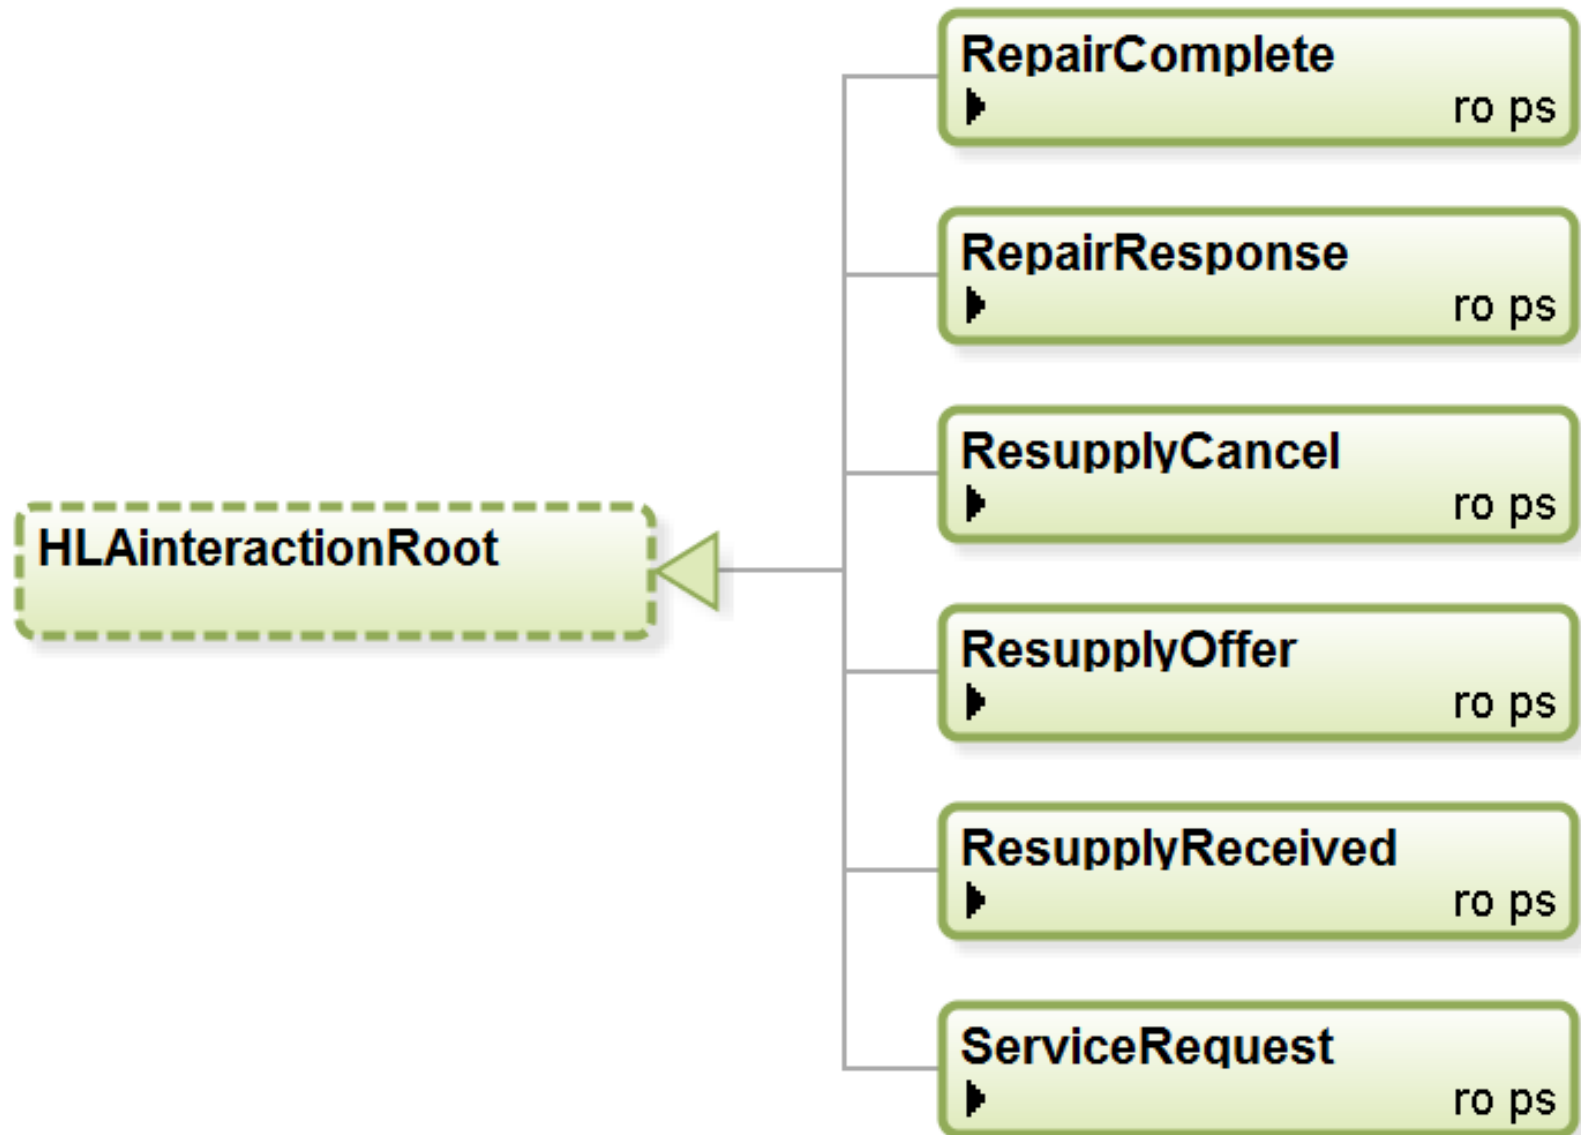 RepairComplete
ro ps
RepairResponse
ro ps
ResupplyCancel
ro ps
HLAinteractionRoot
ResupplyOffer
ro ps
ResupplyReceived
ro ps
ServiceRequest
ro ps